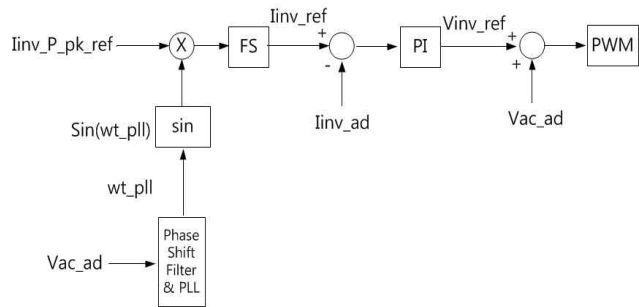 Iinv_P_pk_ref
X
FS
Iinv_ref
+
-
Iinv_ad
PI
Vinv_ref
+
+
Vac_ad
PWM
Sin(wt_pll)
sin
wt_pll
Vac_ad
Phase
Shift
Filter
& PLL